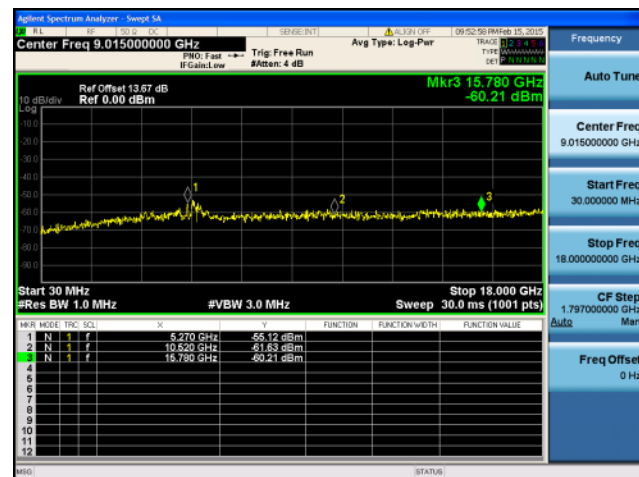 Agilent Spectrum Analyzer - Swept SA
RL RF 50 Ω DC SENSE:INT ALIGN OFF 09:52:58 PM Feb 15, 2015
Center Freq 9.015000000 GHz
PNO: Fast
IFGain:Low
Trig: Free Run
#Atten: 4 dB
Avg Type: Log-Pwr
TRACE 1 2 3 4 5 6
TYPE
DET P N N N N N
Ref Offset 13.67 dB
Ref 0.00 dBm
Mkr3 15.780 GHz
-60.21 dBm
10 dB/div
Log
-10.0
-20.0
-30.0
-40.0
-50.0
-60.0
-70.0
-80.0
-90.0
1
2
3
Start 30 MHz
#Res BW 1.0 MHz
#VBW 3.0 MHz
Stop 18.000 GHz
Sweep 30.0 ms (1001 pts)
MKR MODE TRC SCL X Y FUNCTION FUNCTION WIDTH FUNCTION VALUE
1 N 1 f 5.270 GHz -55.12 dBm
2 N 1 f 10.520 GHz -61.63 dBm
3 N 1 f 15.780 GHz -60.21 dBm
4
5
6
7
8
9
10
11
12
MSG STATUS
Frequency
Auto Tune
Center Freq
9.015000000 GHz
Start Freq
30.000000 MHz
Stop Freq
18.000000000 GHz
CF Step
1.797000000 GHz
Auto Man
Freq Offset
0 Hz